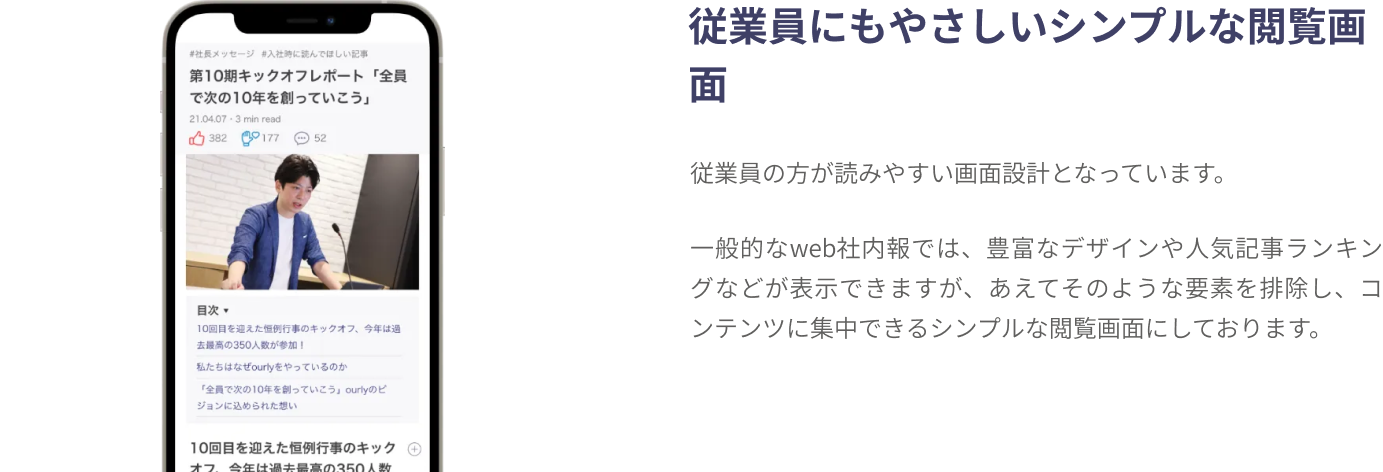 #社長メッセージ #入社時に読んでほしい記事
第10期キックオフレポート「全員
で次の10年を創っていこう」
21.04.07・3 min read
382 177 52
目次 ▾
10回目を迎えた恒例行事のキックオフ、今年は過
去最高の350人数が参加！
私たちはなぜourlyをやっているのか
「全員で次の10年を創っていこう」ourlyのビ
ジョンに込められた想い
10回目を迎えた恒例行事のキック
オフ、今年は過去最高の350人数
従業員にもやさしいシンプルな閲覧画
面
従業員の方が読みやすい画面設計となっています。
一般的なweb社内報では、豊富なデザインや人気記事ランキン
グなどが表示できますが、あえてそのような要素を排除し、コ
ンテンツに集中できるシンプルな閲覧画面にしております。